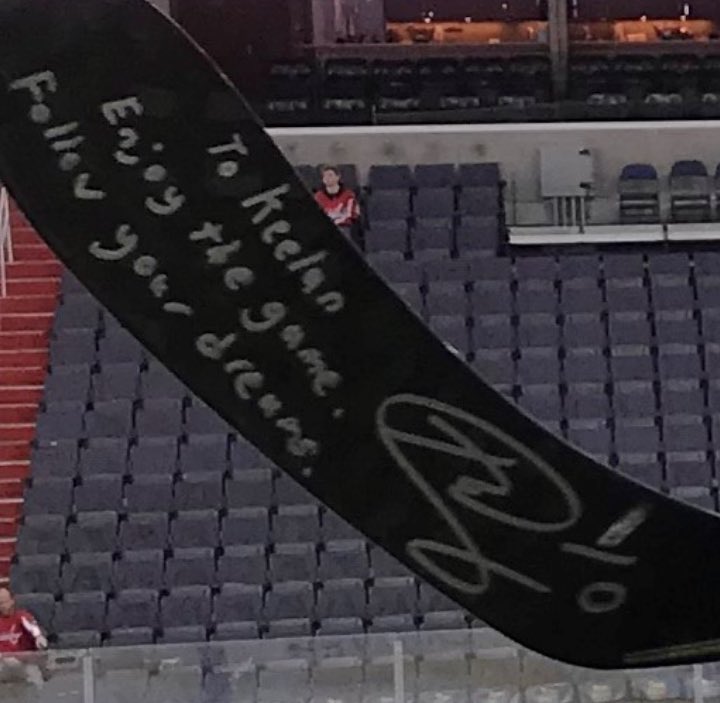 To Keelan
Enjoy the game.
Follow your dreams.
10